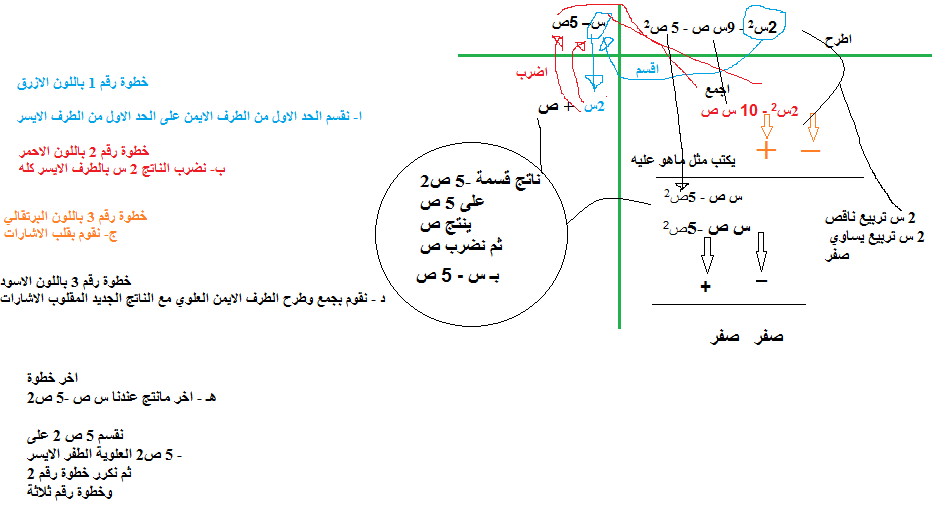 2س2 - 9س ص - 5 ص2
س - 5ص
اطرح
اقسم
اضرب
اجمع
2س + ص
2س2 - 10 س ص
+ –
يكتب مثل ماهو عليه
س ص - 5ص2
س ص -5ص2
+ –
صفر صفر
2 س تربيع ناقص
2 س تربيع يساوي
صفر
ناتج قسمة -5 ص2
على 5 ص
ينتج ص
ثم نضرب ص
بـ س - 5 ص
خطوة رقم 1 باللون الازرق
ا- نقسم الحد الاول من الطرف الايمن على الحد الاول من الطرف الايسر
خطوة رقم 2 باللون الاحمر
ب- نضرب الناتج 2 س بالطرف الايسر كله
خطوة رقم 3 باللون البرتقالي
ج- نقوم بقلب الاشارات
خطوة رقم 3 باللون الاسود
د - نقوم بجمع وطرح الطرف الايمن العلوي مع الناتج الجديد المقلوب الاشارات
اخر خطوة
هـ - اخر مانتج عندنا س ص -5 ص2
نقسم 5 ص 2 على
- 5 ص2 العلوية الطفر الايسر
ثم نكرر خطوة رقم 2
وخطوة رقم ثلاثة